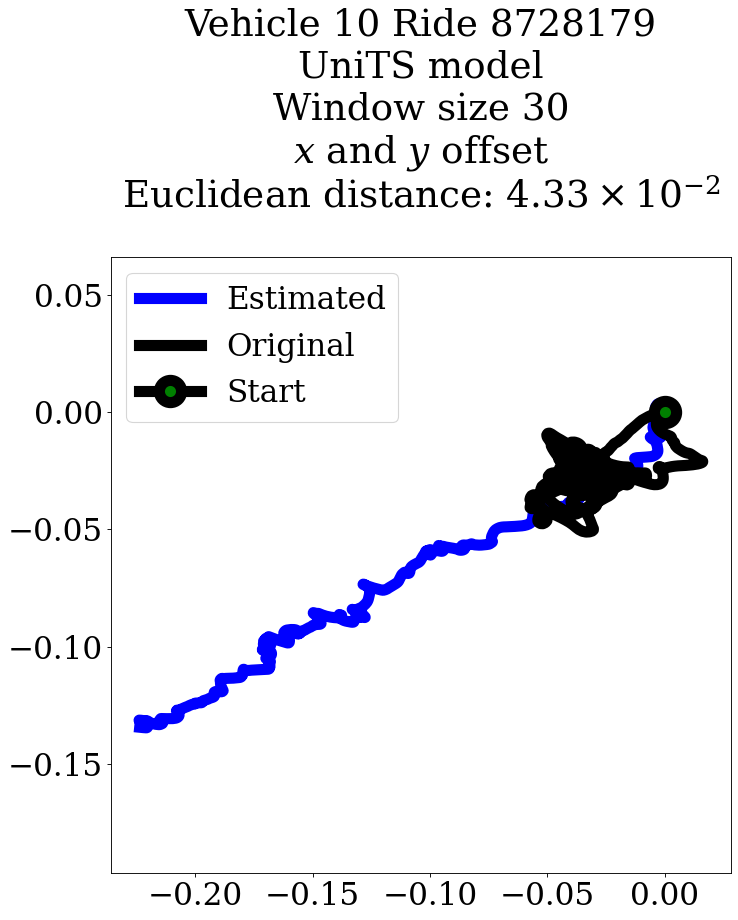 Vehicle 10 Ride 8728179
UniTS model
Window size 30
x and y offset
Euclidean distance: 4.33 × 10⁻²
Estimated
Original
Start
0.05
0.00
−0.05
−0.10
−0.15
−0.20 −0.15 −0.10 −0.05 0.00